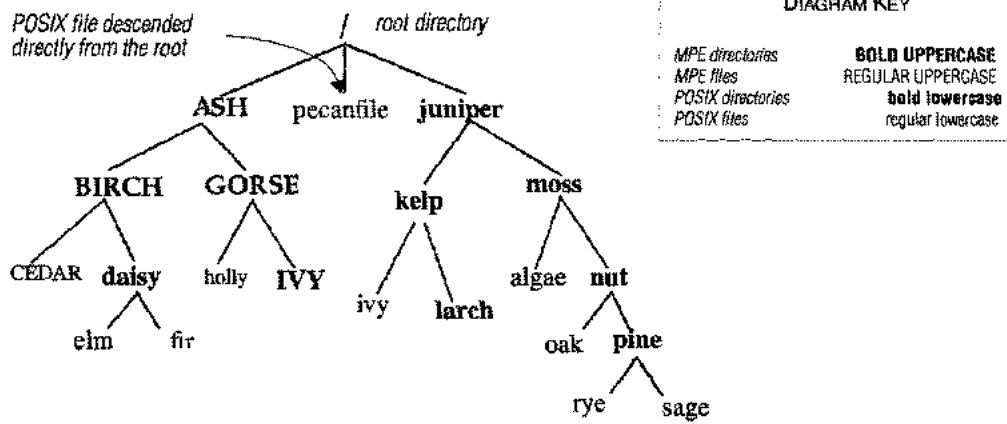 POSIX file descended
directly from the root
/ root directory
DIAGRAM KEY
MPE directories BOLD UPPERCASE
MPE files REGULAR UPPERCASE
POSIX directories bold lowercase
POSIX files regular lowercase
ASH pecanfile juniper
BIRCH GORSE kelp moss
CEDAR daisy holly IVY ivy larch algae nut
elm fir oak pine
rye sage